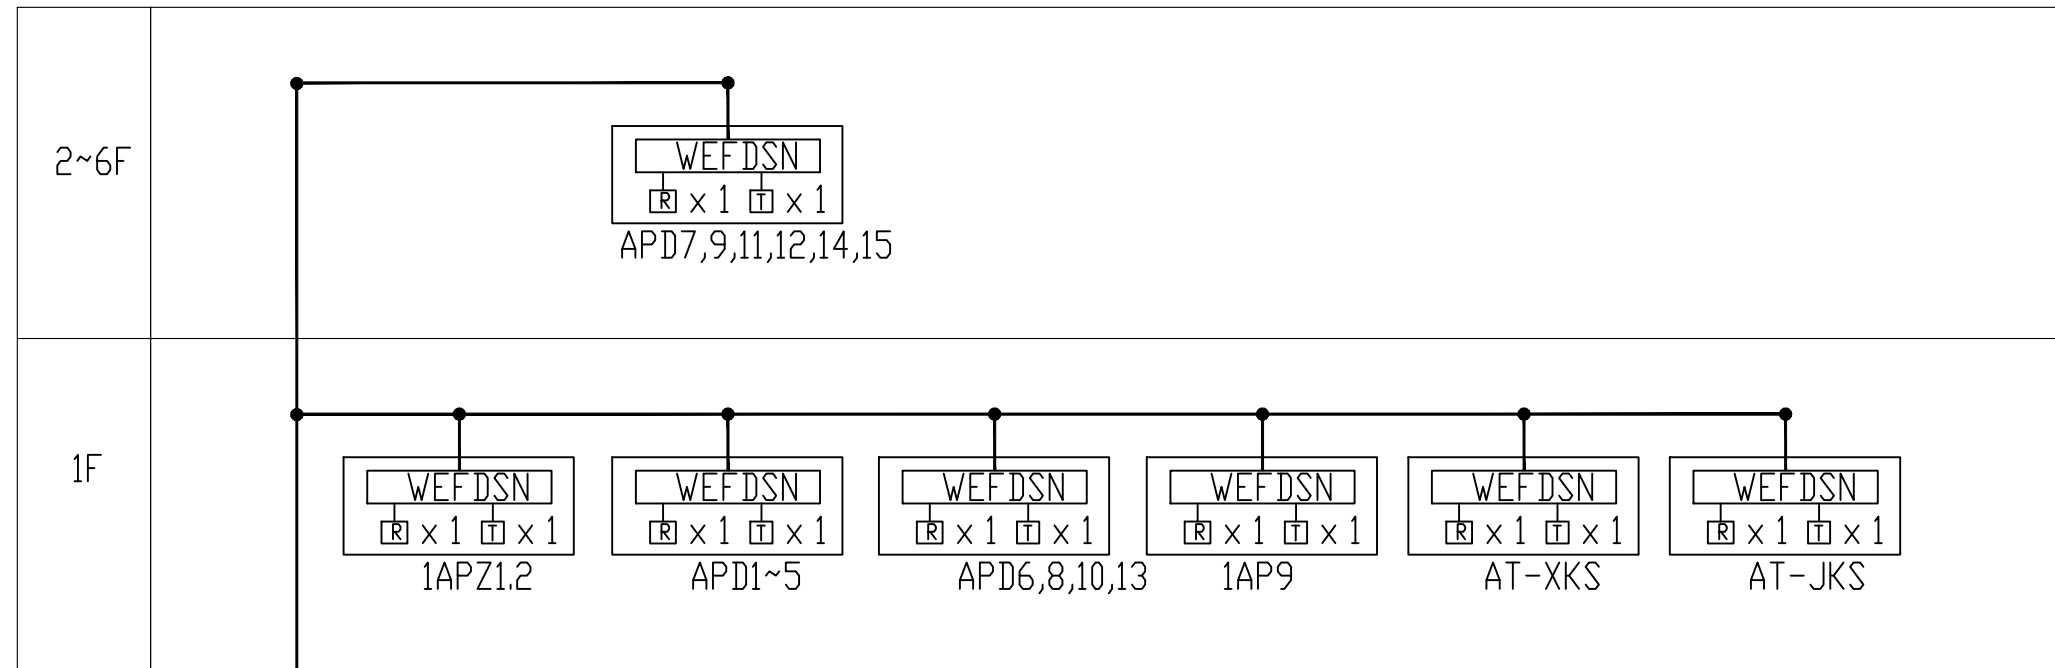 2~6F
WEFDSN
R x 1 T x 1
APD7,9,11,12,14,15
1F
WEFDSN
R x 1 T x 1
1APZ1.2
WEFDSN
R x 1 T x 1
APD1~5
WEFDSN
R x 1 T x 1
APD6,8,10,13
WEFDSN
R x 1 T x 1
1AP9
WEFDSN
R x 1 T x 1
AT-XKS
WEFDSN
R x 1 T x 1
AT-JKS